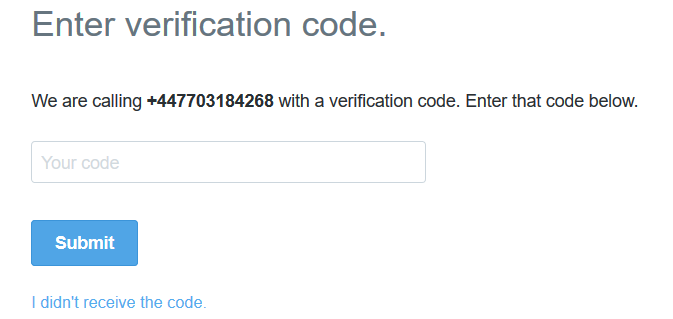 Enter verification code.
We are calling +447703184268 with a verification code. Enter that code below.
Your code
Submit
I didn't receive the code.